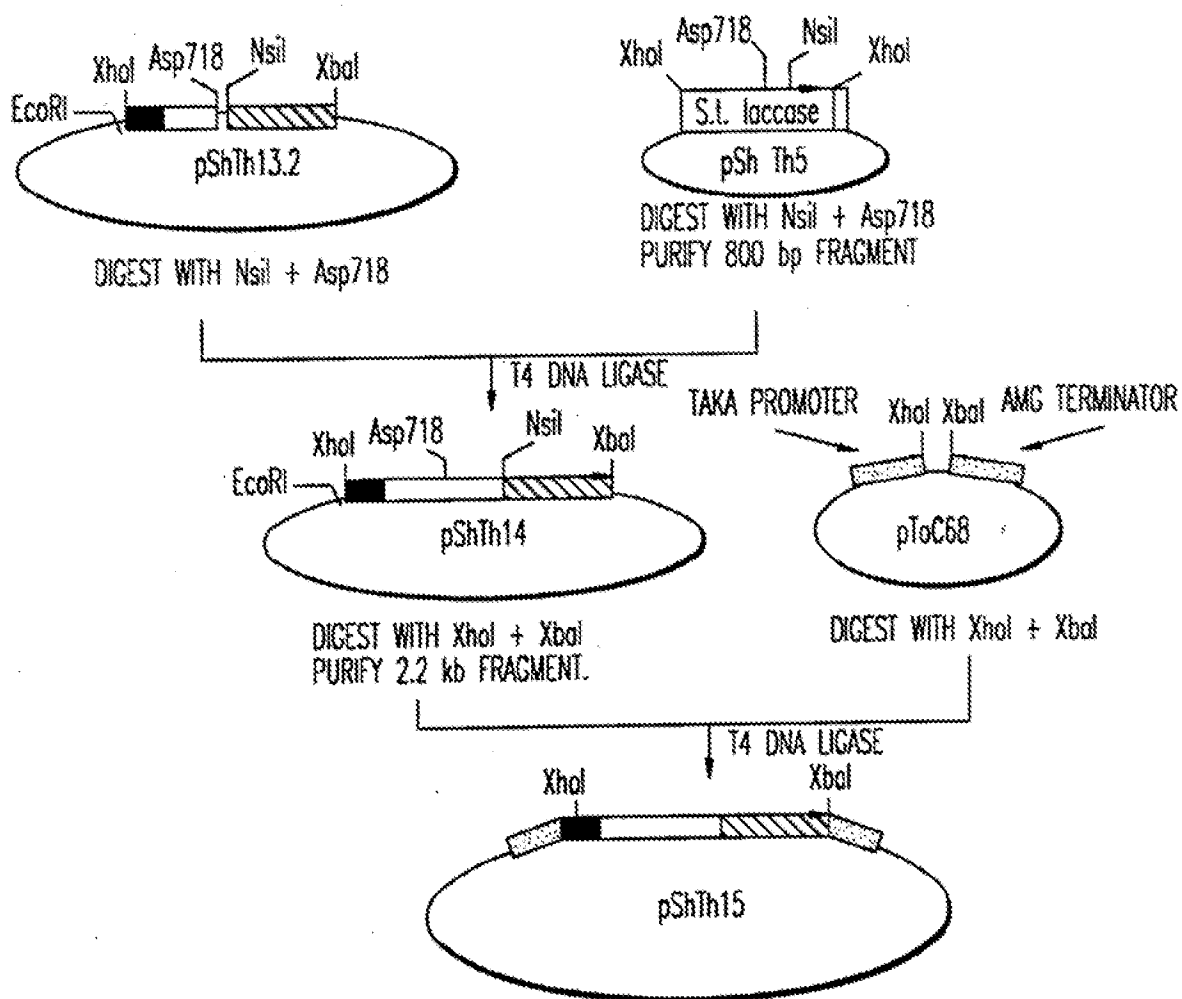 XhoI Asp718 NsiI XbaI
EcoRI
pShTh13.2
DIGEST WITH NsiI + Asp718
XhoI Asp718 NsiI XhoI
S.t. laccase
pSh Th5
DIGEST WITH NsiI + Asp718
PURIFY 800 bp FRAGMENT
T4 DNA LIGASE
XhoI Asp718 NsiI XbaI
EcoRI
pShTh14
DIGEST WITH XhoI + XbaI
PURIFY 2.2 kb FRAGMENT.
TAKA PROMOTER XhoI XbaI AMG TERMINATOR
pToC68
DIGEST WITH XhoI + XbaI
T4 DNA LIGASE
XhoI XbaI
pShTh15